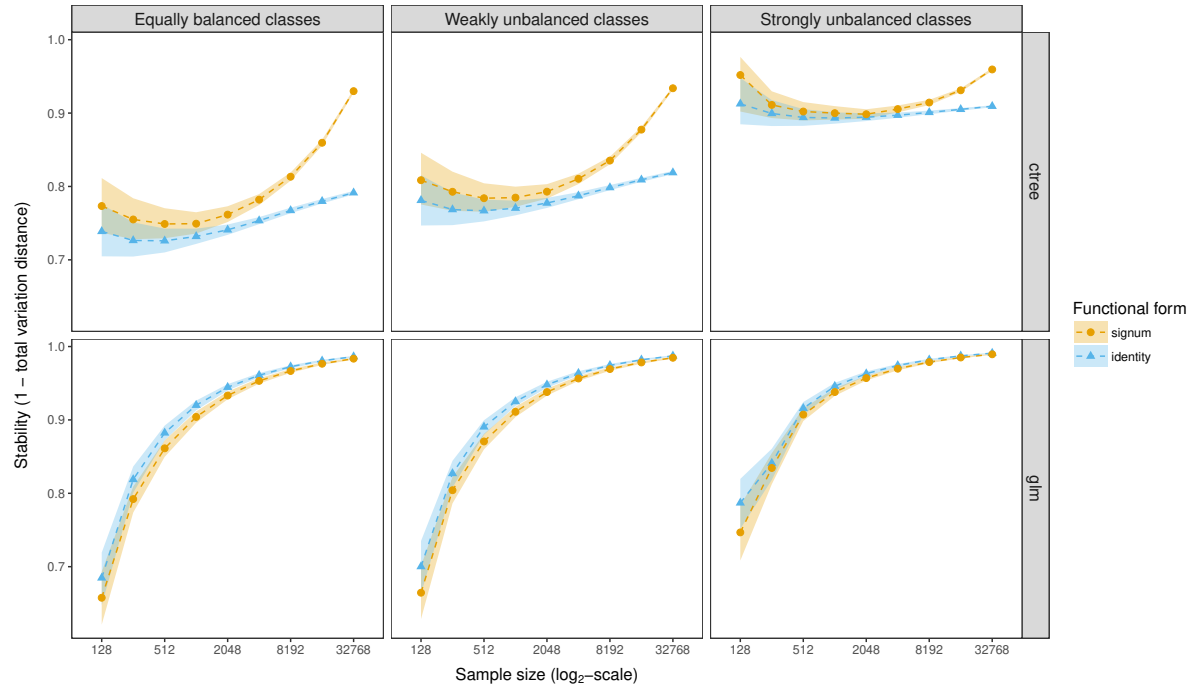 Equally balanced classes
Weakly unbalanced classes
Strongly unbalanced classes
Stability (1 − total variation distance)
1.0
0.9
0.8
0.7
ctree
1.0
0.9
0.8
0.7
glm
128
512
2048
8192
32768
128
512
2048
8192
32768
128
512
2048
8192
32768
Sample size (log₂−scale)
Functional form
signum
identity